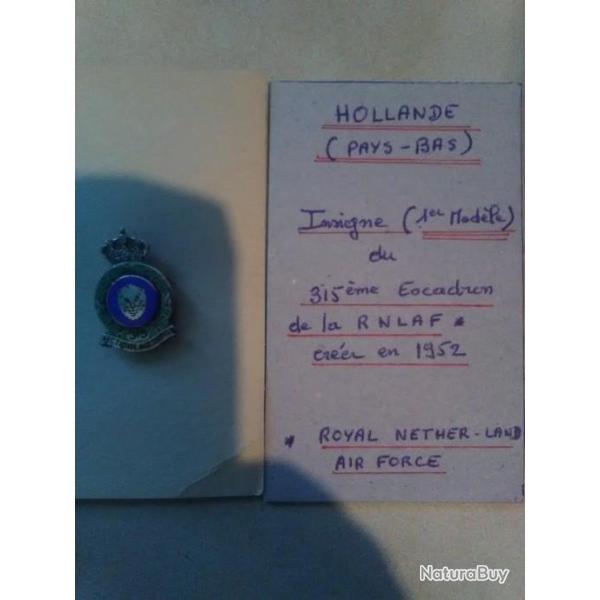 HOLLANDE
(PAYS-BAS)
Insigne (1er Modèle)
du
315ème Escadron
de la RNLAF *
créer en 1952
* ROYAL NETHER-LAND
AIR FORCE
NaturaBuy